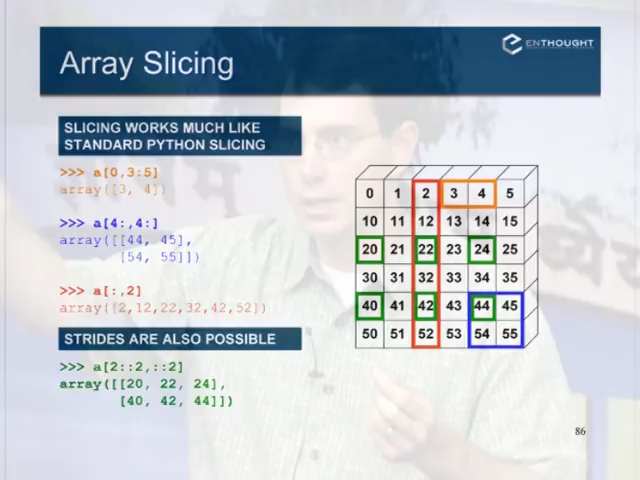 ENTHOUGHT
Array Slicing
SLICING WORKS MUCH LIKE
STANDARD PYTHON SLICING
>>> a[0,3:5]
array([3, 4])
>>> a[4:,4:]
array([[44, 45],
[54, 55]])
>>> a[:,2]
array([2,12,22,32,42,52])
STRIDES ARE ALSO POSSIBLE
>>> a[2::2,::2]
array([[20, 22, 24],
[40, 42, 44]])
0 1 2 3 4 5
10 11 12 13 14 15
20 21 22 23 24 25
30 31 32 33 34 35
40 41 42 43 44 45
50 51 52 53 54 55
86